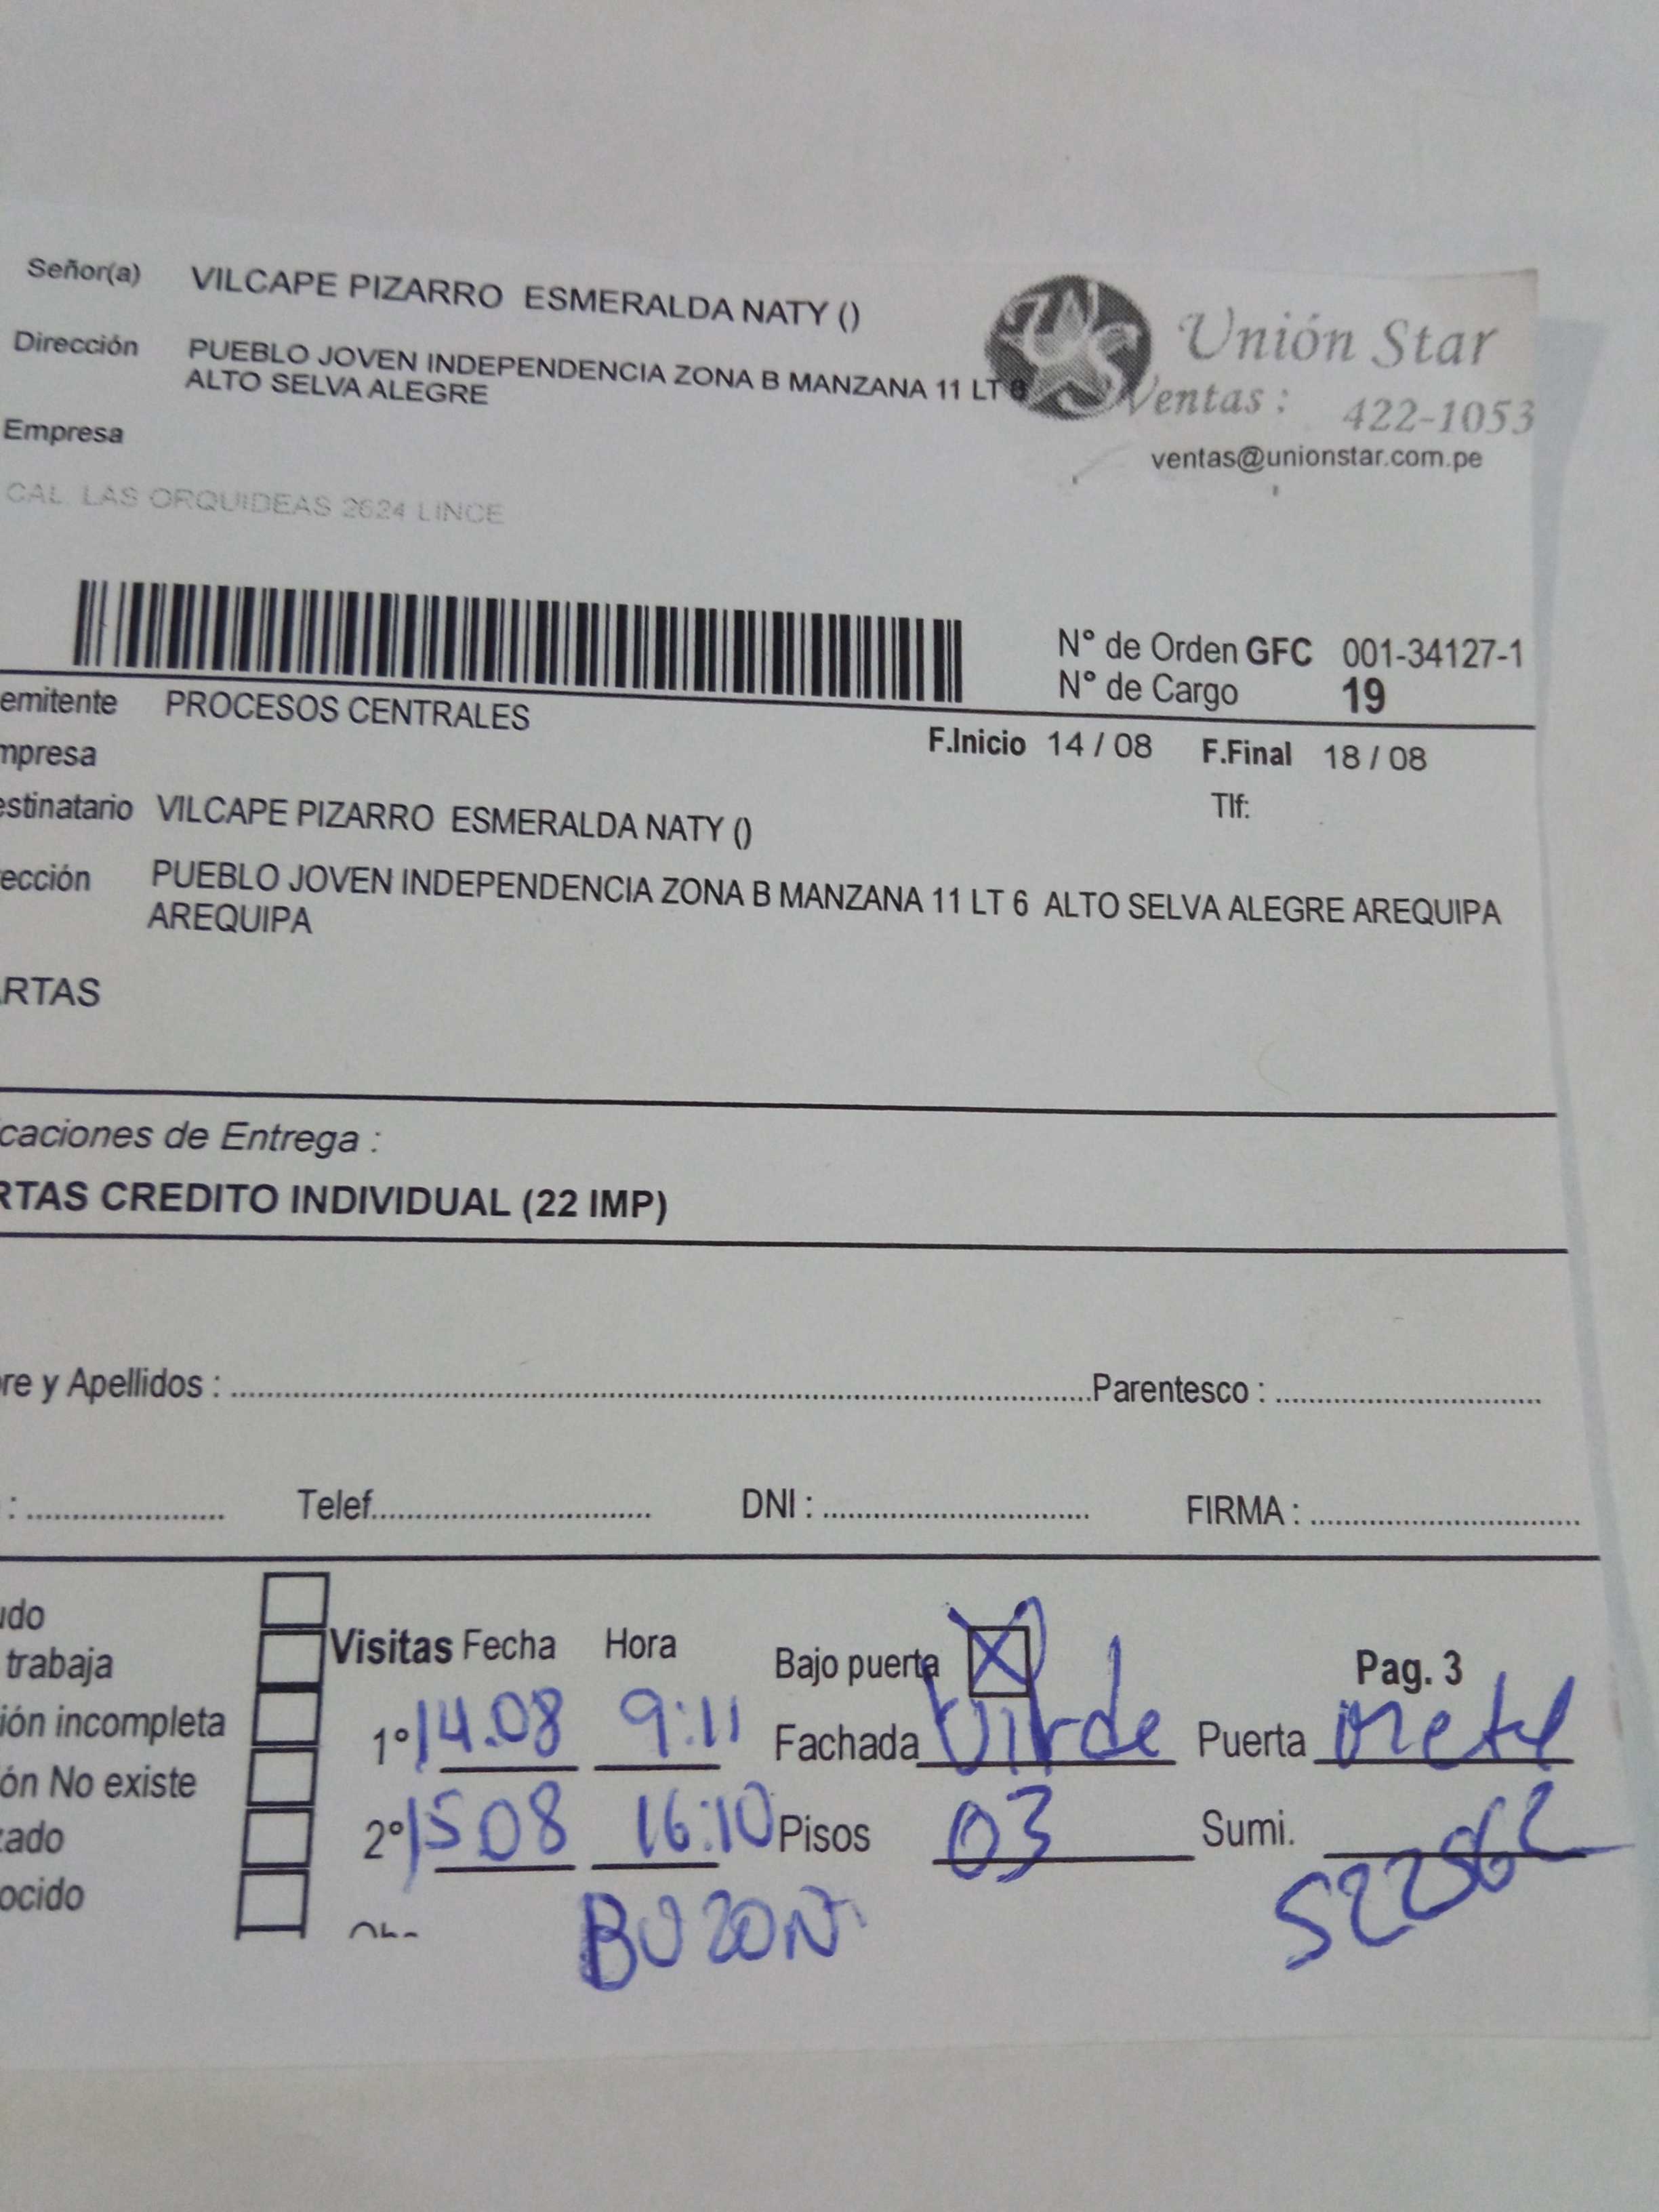 Señor(a) VILCAPE PIZARRO ESMERALDA NATY ()
Dirección PUEBLO JOVEN INDEPENDENCIA ZONA B MANZANA 11 LT 6
ALTO SELVA ALEGRE
Unión Star
Ventas : 422-1053
ventas@unionstar.com.pe
Empresa
CAL. LAS ORQUIDEAS 2624 LINCE
N° de Orden GFC 001-34127-1
N° de Cargo 19
emitente PROCESOS CENTRALES
F.Inicio 14 / 08 F.Final 18 / 08
mpresa
Tlf:
estinatario VILCAPE PIZARRO ESMERALDA NATY ()
ección PUEBLO JOVEN INDEPENDENCIA ZONA B MANZANA 11 LT 6 ALTO SELVA ALEGRE AREQUIPA
AREQUIPA
RTAS
caciones de Entrega :
RTAS CREDITO INDIVIDUAL (22 IMP)
re y Apellidos : Parentesco :
: Telef. DNI : FIRMA :
udo
trabaja
ión incompleta
ón No existe
zado
ocido
Visitas Fecha Hora
1° 14.08 9:11
2° 15 08 16:10
BUZON
Bajo puerta X Pag. 3
Fachada Virde Puerta Metal
Pisos 03 Sumi.